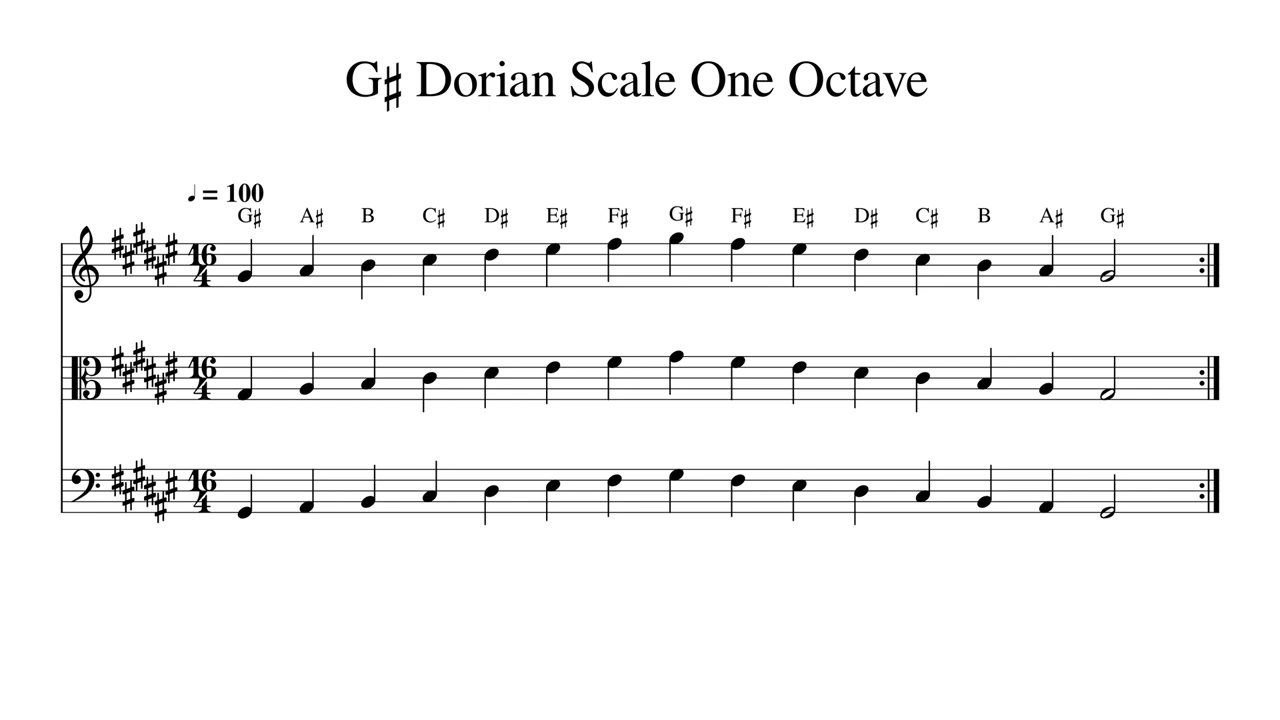 G♯ Dorian Scale One Octave
♩ = 100
G♯ A♯ B C♯ D♯ E♯ F♯ G♯ F♯ E♯ D♯ C♯ B A♯ G♯
16
4
16
4
16
4